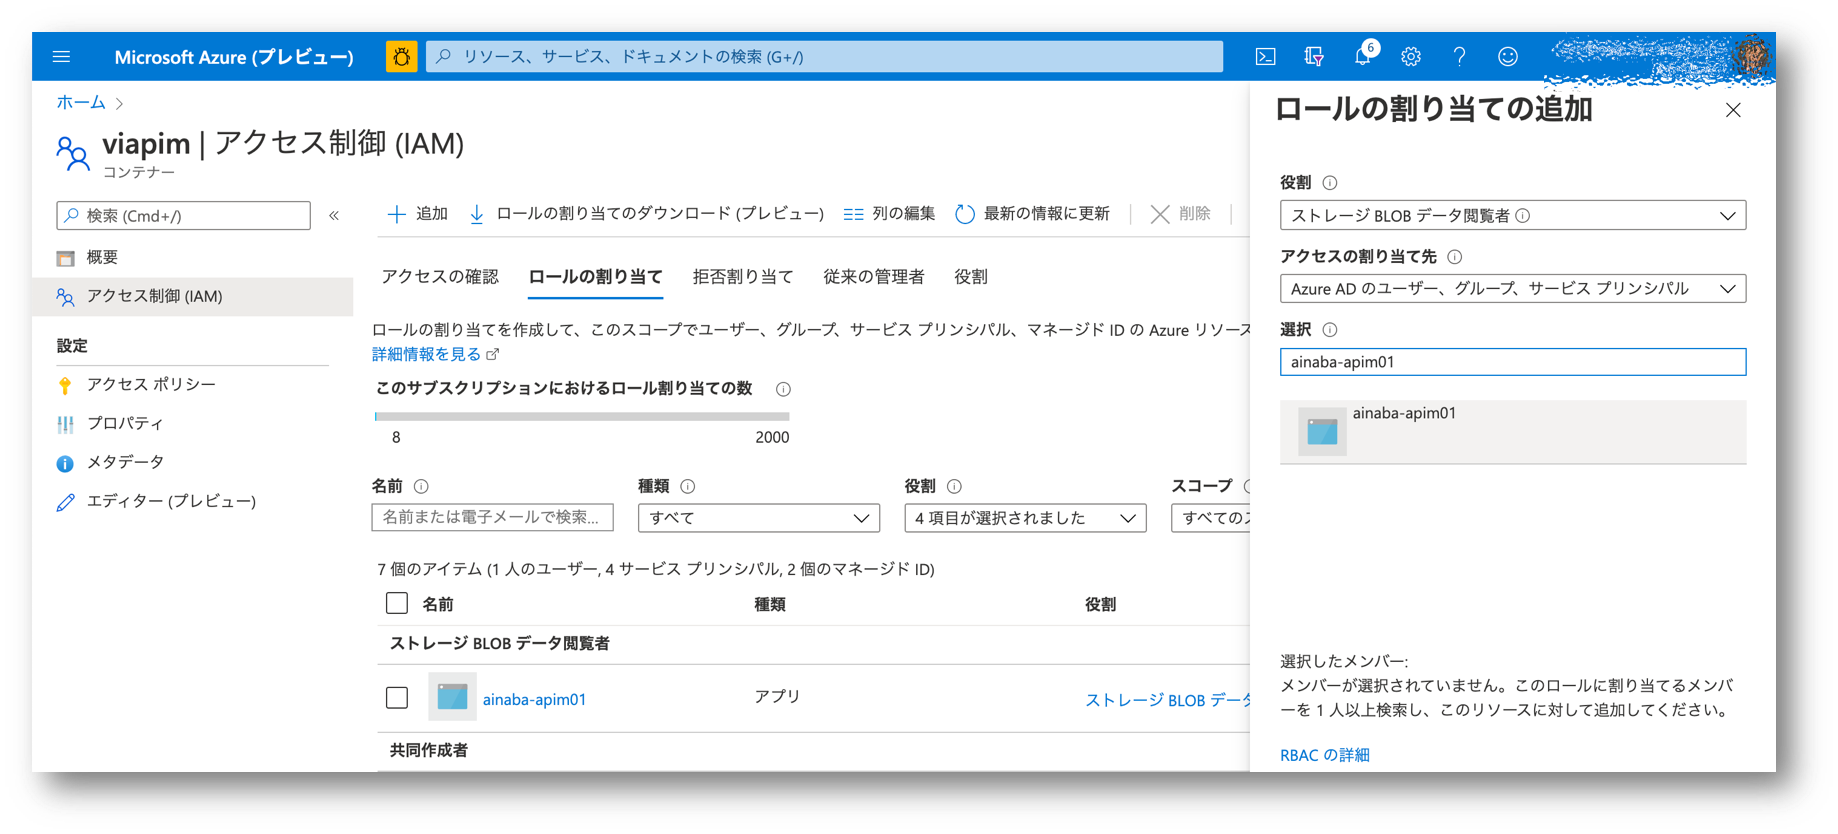 Microsoft Azure (プレビュー)
リソース、サービス、ドキュメントの検索 (G+/)
6
ホーム
viapim | アクセス制御 (IAM)
コンテナー
検索 (Cmd+/)
概要
アクセス制御 (IAM)
設定
アクセス ポリシー
プロパティ
メタデータ
エディター (プレビュー)
追加
ロールの割り当てのダウンロード (プレビュー)
列の編集
最新の情報に更新
削除
アクセスの確認
ロールの割り当て
拒否割り当て
従来の管理者
役割
ロールの割り当てを作成して、このスコープでユーザー、グループ、サービス プリンシパル、マネージド ID の Azure リソース
詳細情報を見る
このサブスクリプションにおけるロール割り当ての数
8
2000
名前
種類
役割
スコープ
名前または電子メールで検索...
すべて
4 項目が選択されました
すべてのス
7 個のアイテム (1 人のユーザー, 4 サービス プリンシパル, 2 個のマネージド ID)
名前
種類
役割
ストレージ BLOB データ閲覧者
ainaba-apim01
アプリ
ストレージ BLOB データ
共同作成者
ロールの割り当ての追加
役割
ストレージ BLOB データ閲覧者
アクセスの割り当て先
Azure AD のユーザー、グループ、サービス プリンシパル
選択
ainaba-apim01
ainaba-apim01
選択したメンバー:
メンバーが選択されていません。このロールに割り当てるメンバ
ーを 1 人以上検索し、このリソースに対して追加してください。
RBAC の詳細